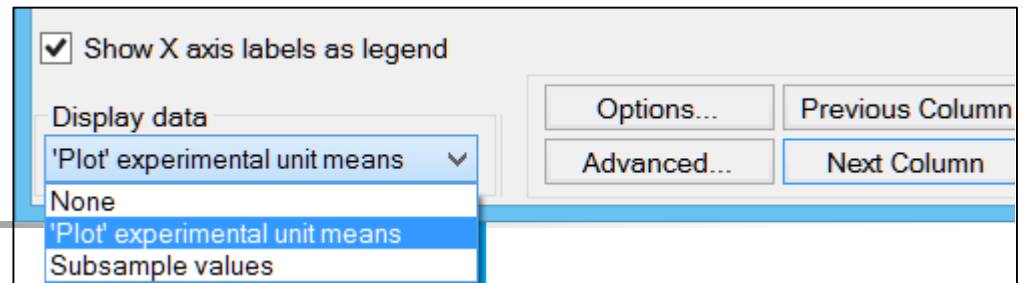 Show X axis labels as legend
Display data
'Plot' experimental unit means
None
'Plot' experimental unit means
Subsample values
Options...
Previous Column
Advanced...
Next Column